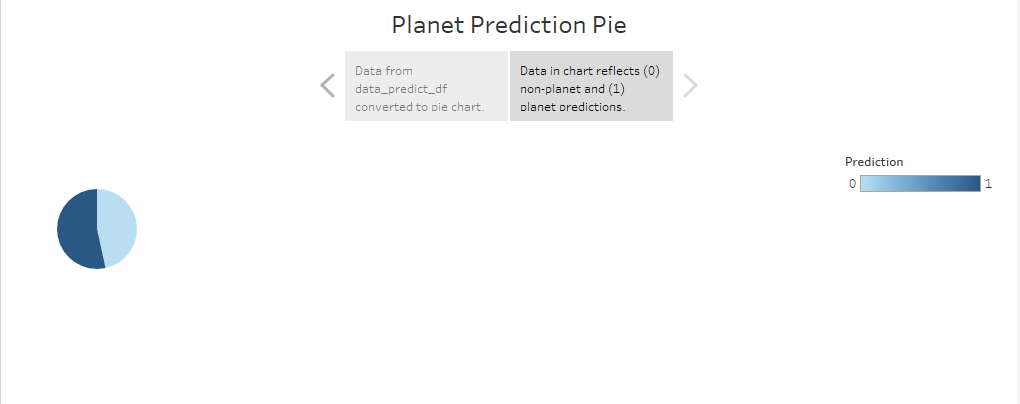 Planet Prediction Pie
Data from
data_predict_df
converted to pie chart.
Data in chart reflects (0)
non-planet and (1)
planet predictions.
Prediction
0 1